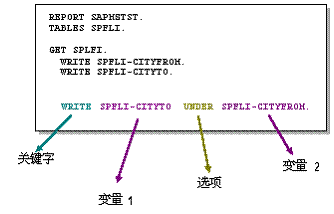 REPORT SAPMSTST.
TABLES SPFLI.
GET SPLFI.
WRITE SPFLI-CITYFROM.
WRITE SPFLI-CITYTO.
WRITE SPFLI-CITYTO UNDER SPFLI-CITYFROM.
关键字 变量 1 选项 变量 2